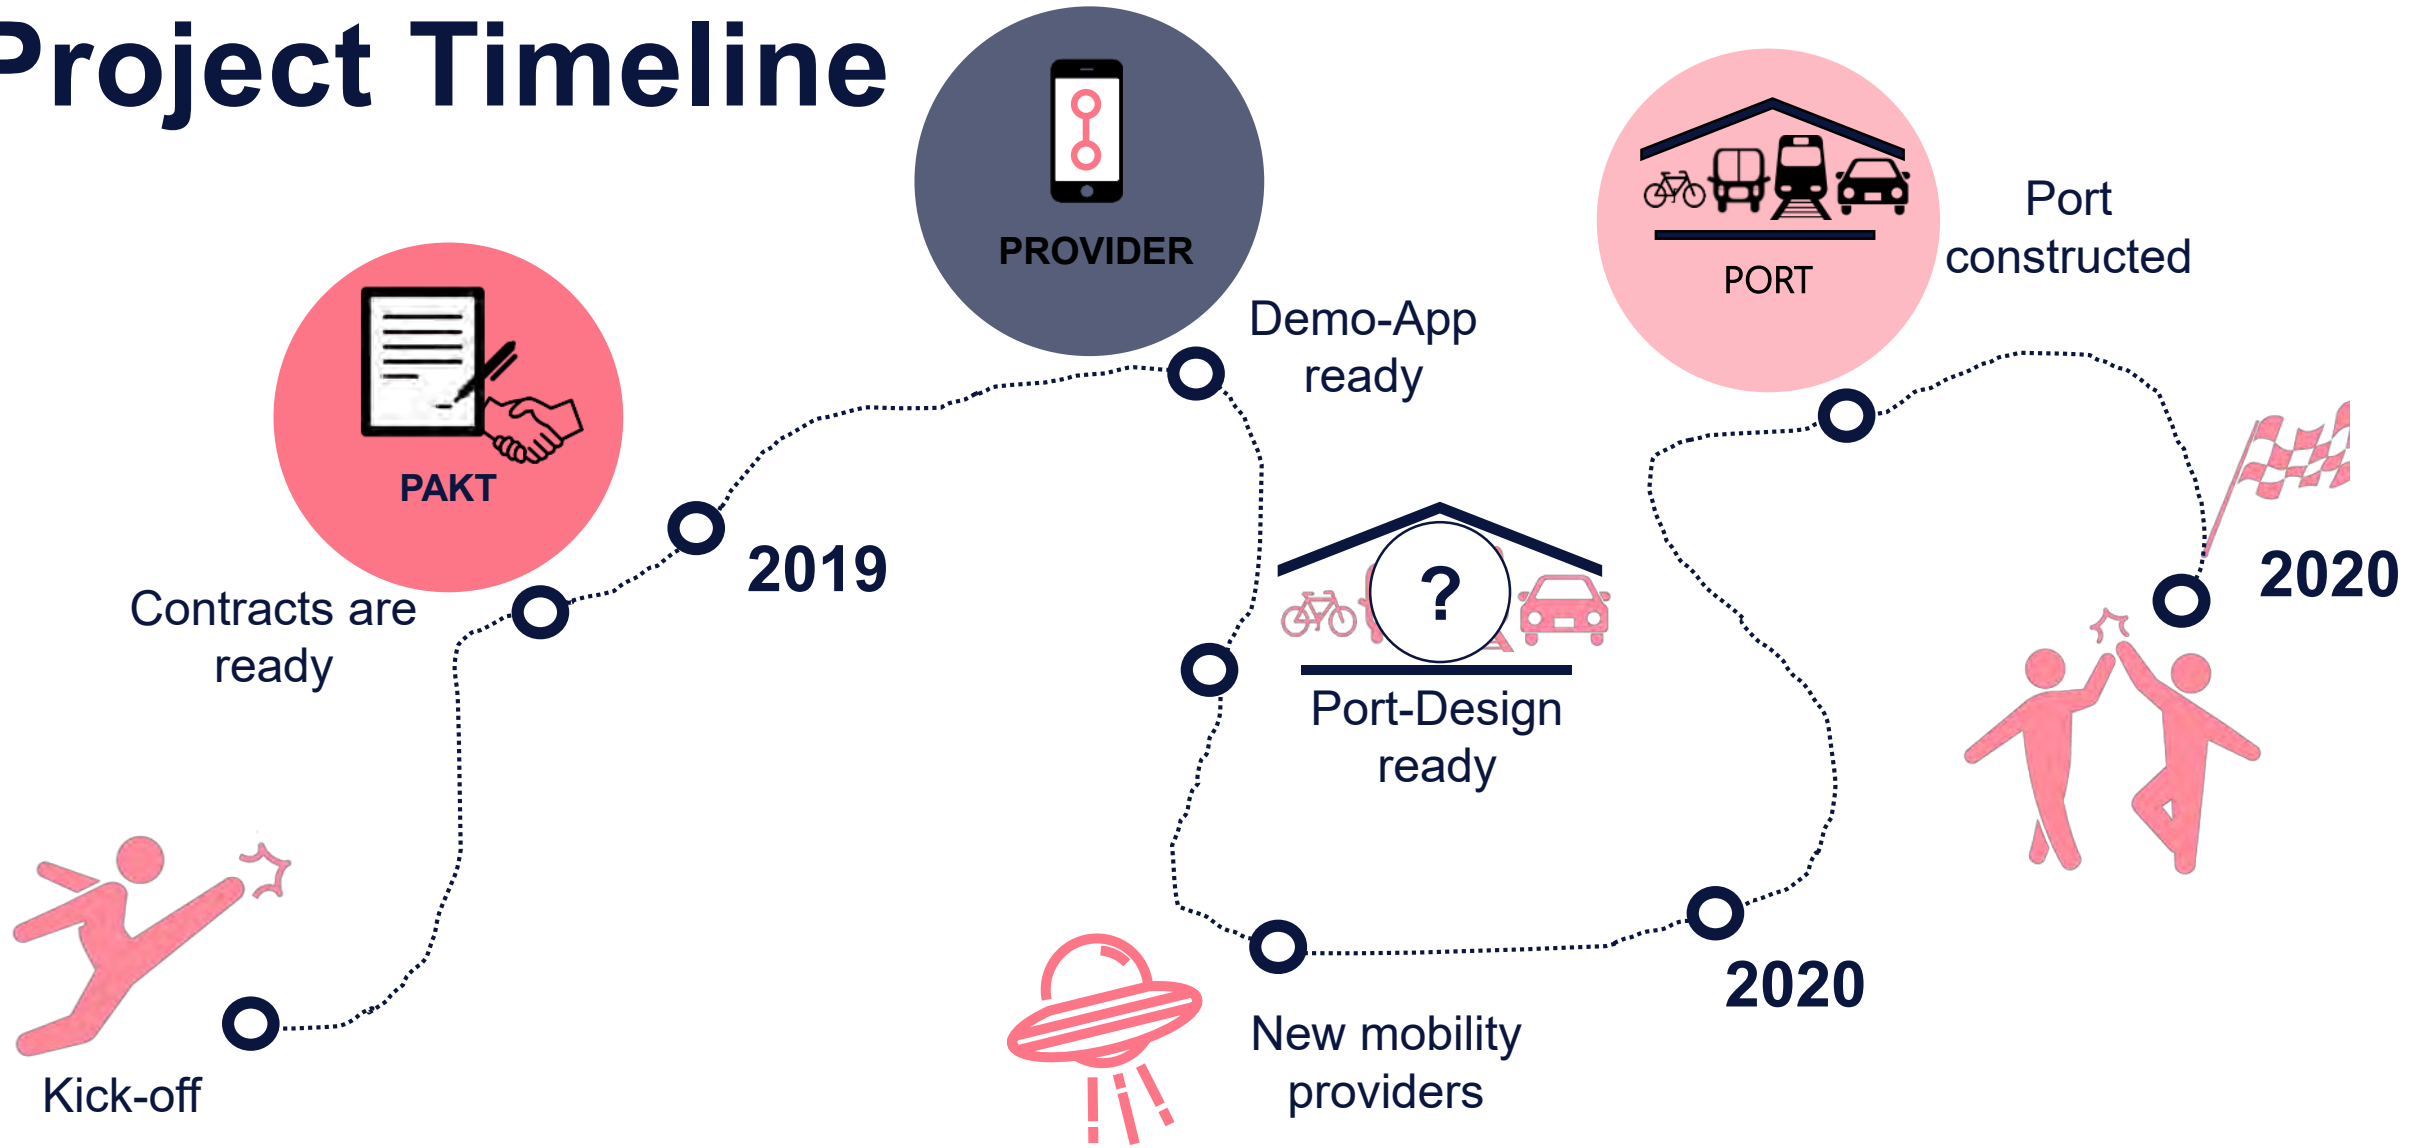 Project Timeline
PROVIDER
PORT
Port
constructed
Demo-App
ready
PAKT
2019
Contracts are
ready
?
Port-Design
ready
2020
2020
New mobility
providers
Kick-off